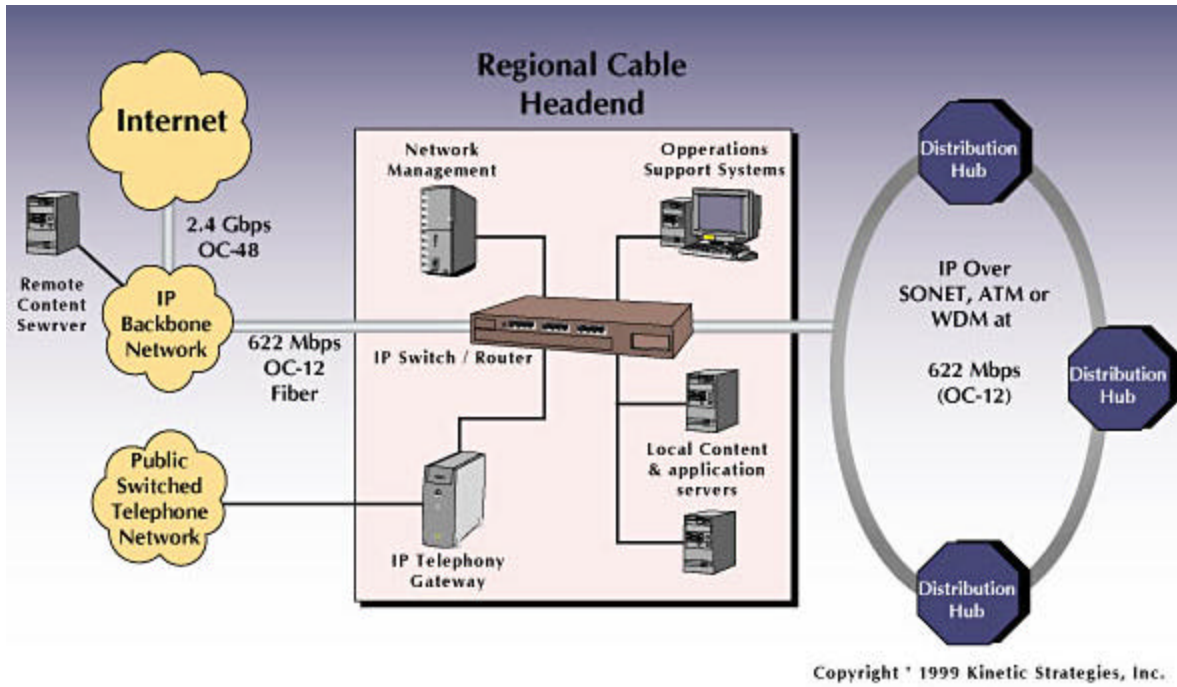 Regional Cable
Headend
Internet
2.4 Gbps
OC-48
Remote
Content
Sewrver
IP
Backbone
Network
622 Mbps
OC-12
Fiber
Public
Switched
Telephone
Network
Network
Management
Opperations
Support Systems
IP Switch / Router
Local Content
& application
servers
IP Telephony
Gateway
Distribution
Hub
IP Over
SONET, ATM or
WDM at
622 Mbps
(OC-12)
Distribution
Hub
Distribution
Hub
Copyright * 1999 Kinetic Strategies, Inc.